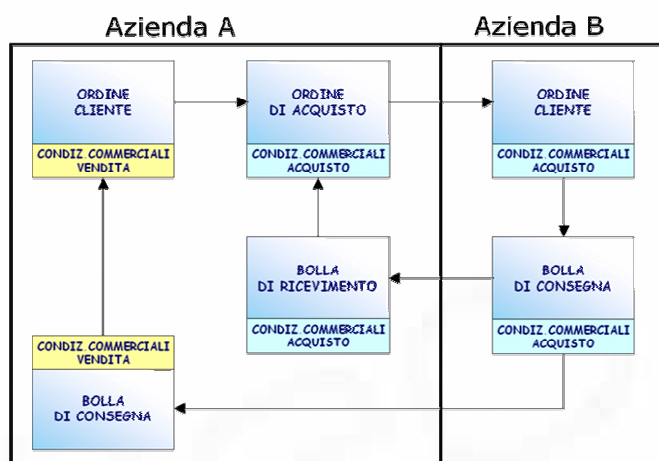 Azienda A
Azienda B
ORDINE
CLIENTE
CONDIZ.COMMERCIALI
VENDITA
ORDINE
DI ACQUISTO
CONDIZ.COMMERCIALI
ACQUISTO
ORDINE
CLIENTE
CONDIZ.COMMERCIALI
ACQUISTO
BOLLA
DI RICEVIMENTO
CONDIZ.COMMERCIALI
ACQUISTO
BOLLA
DI CONSEGNA
CONDIZ.COMMERCIALI
ACQUISTO
CONDIZ.COMMERCIALI
VENDITA
BOLLA
DI CONSEGNA